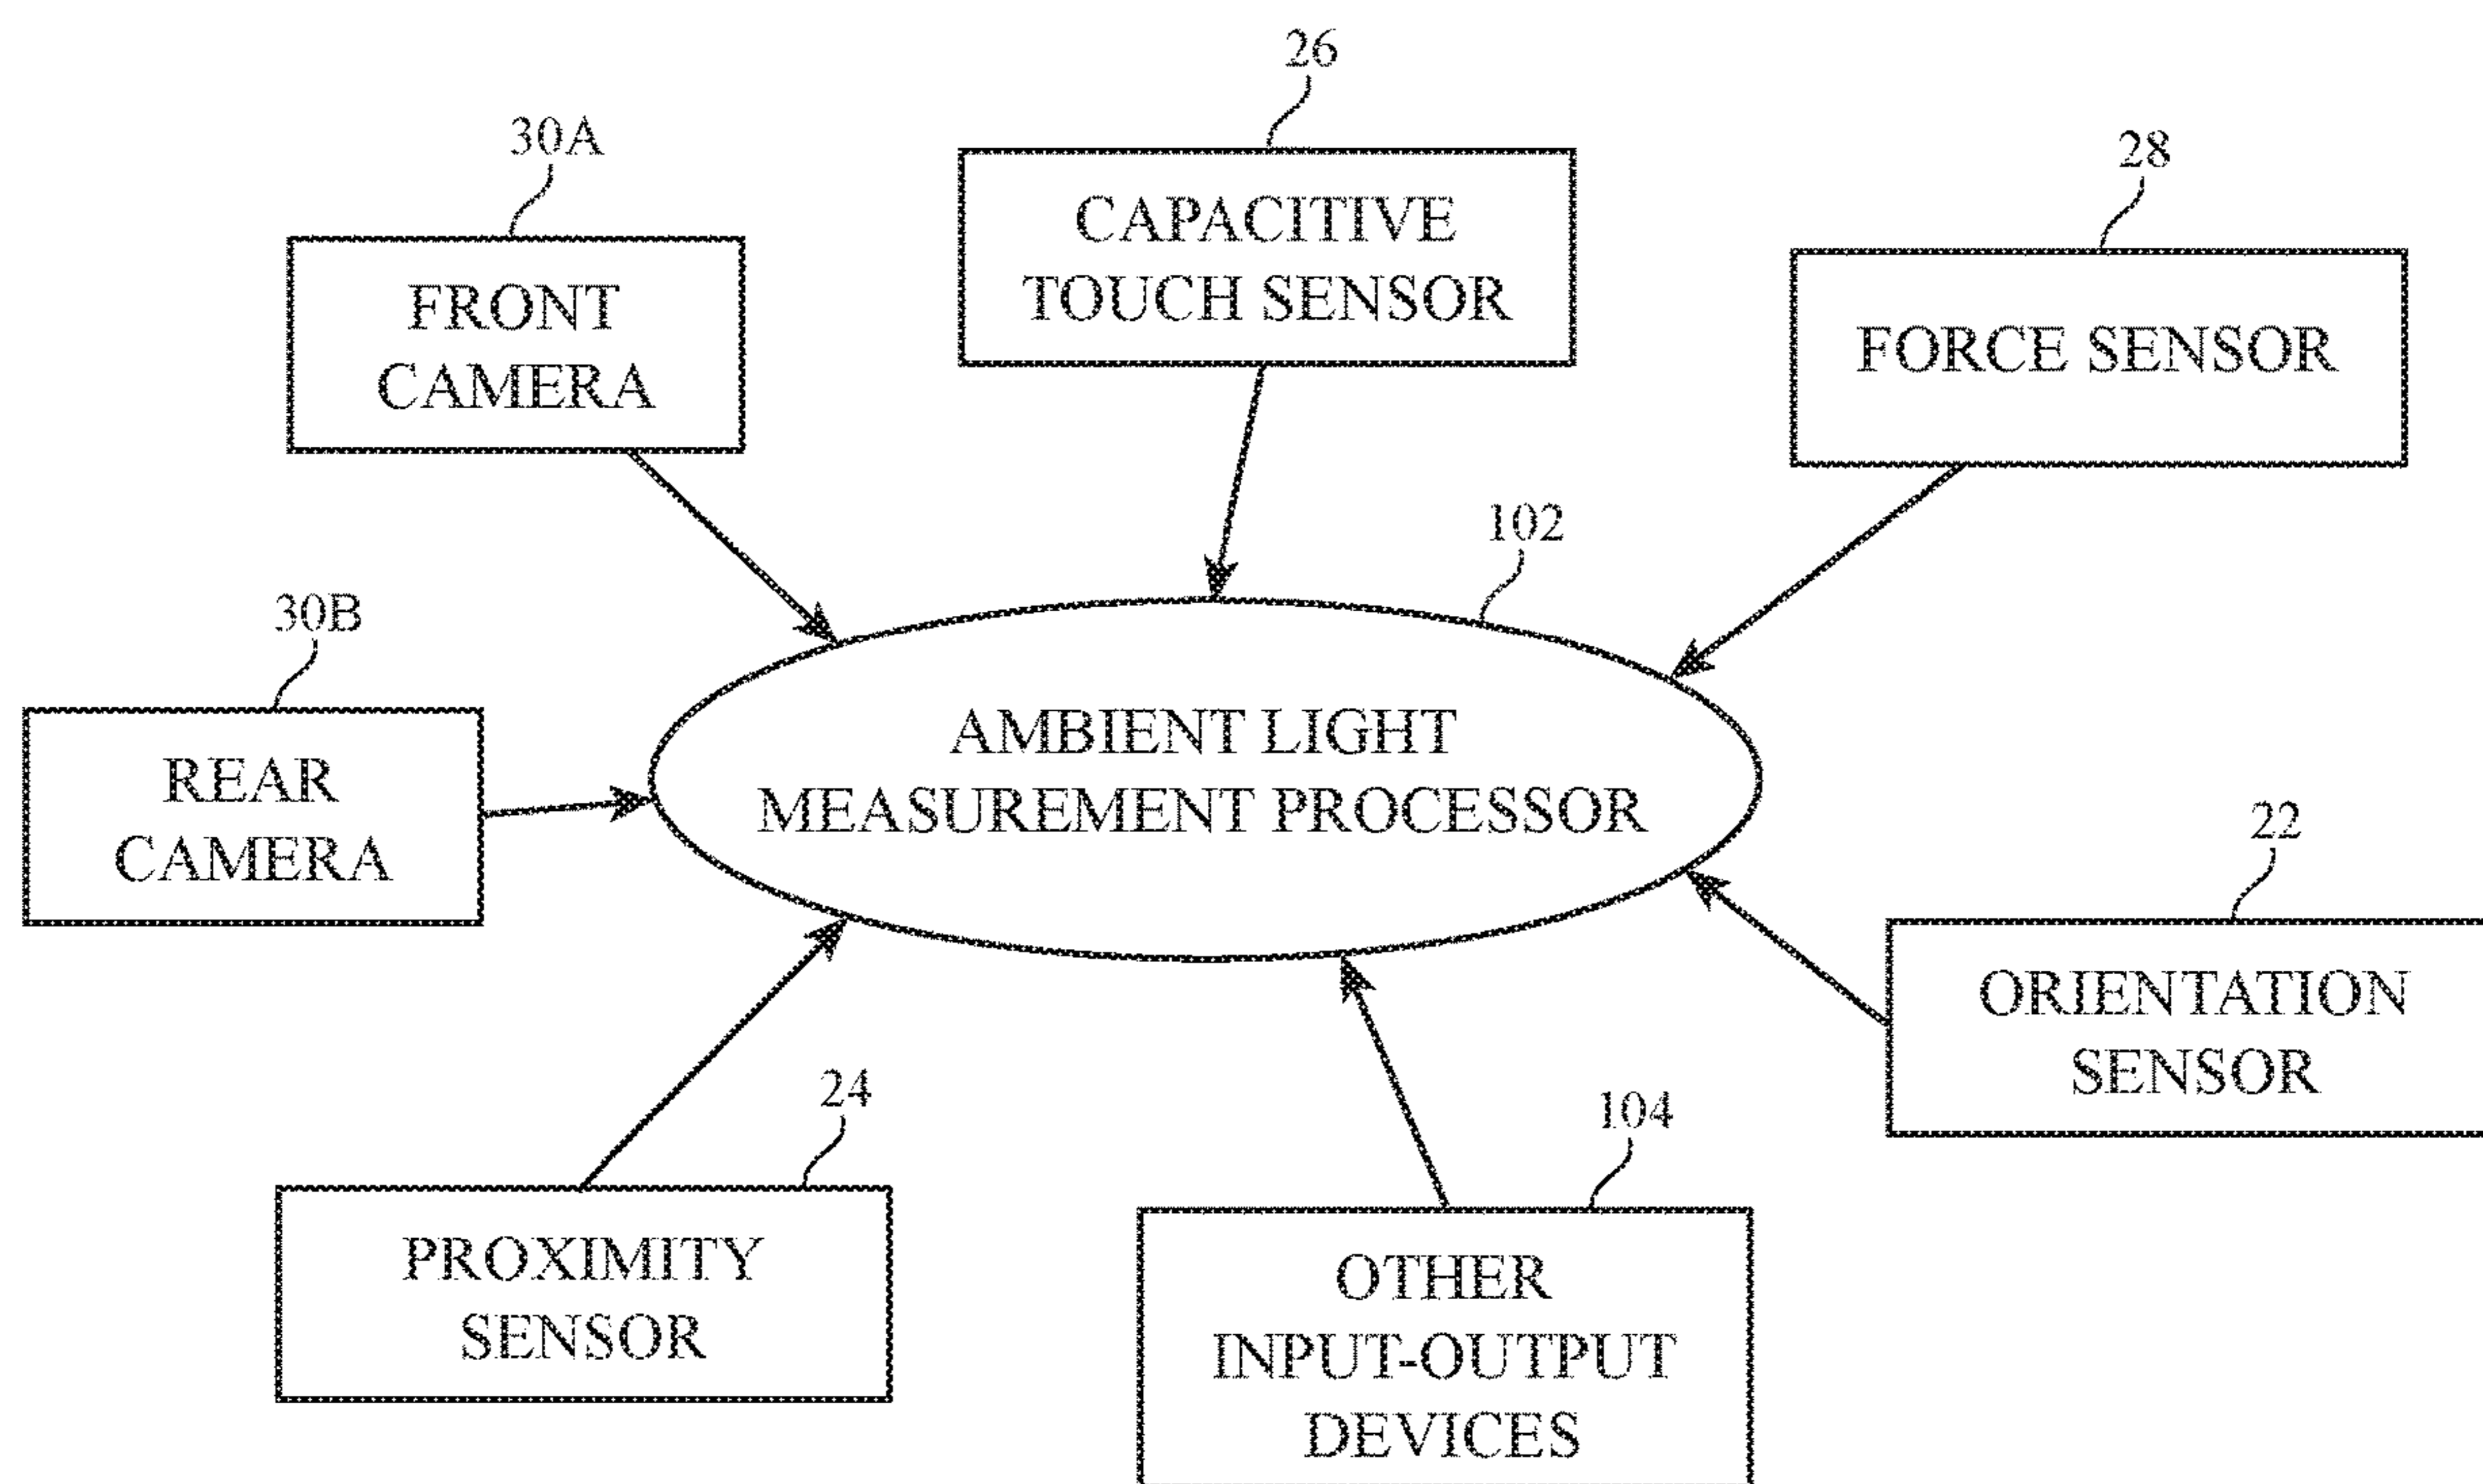 26
30A
CAPACITIVE
TOUCH SENSOR
28
FRONT
CAMERA
FORCE SENSOR
102
30B
AMBIENT LIGHT
MEASUREMENT PROCESSOR
REAR
CAMERA
22
ORIENTATION
SENSOR
24
PROXIMITY
SENSOR
104
OTHER
INPUT-OUTPUT
DEVICES